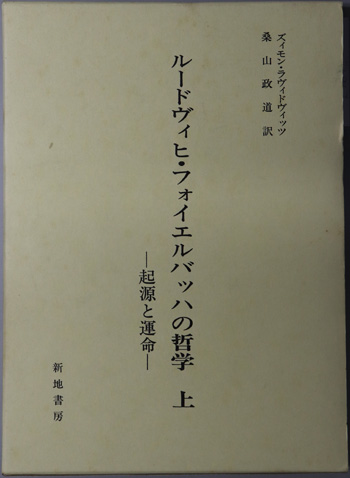 ズィモン・ラヴィドヴィッツ
桑山政道訳
ルードヴィヒ・フォイエルバッハの哲学 上
―起源と運命―
新地書房